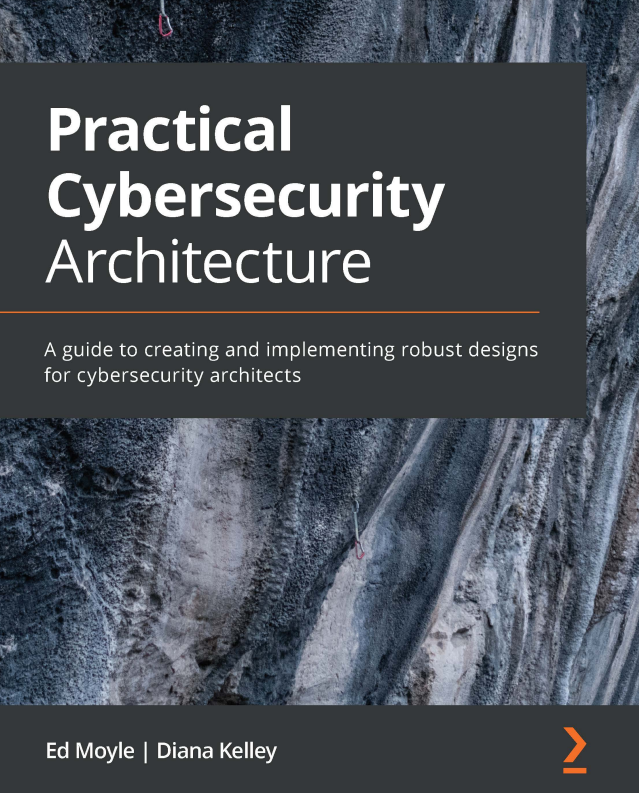 Practical
Cybersecurity
Architecture
A guide to creating and implementing robust designs
for cybersecurity architects
Ed Moyle | Diana Kelley